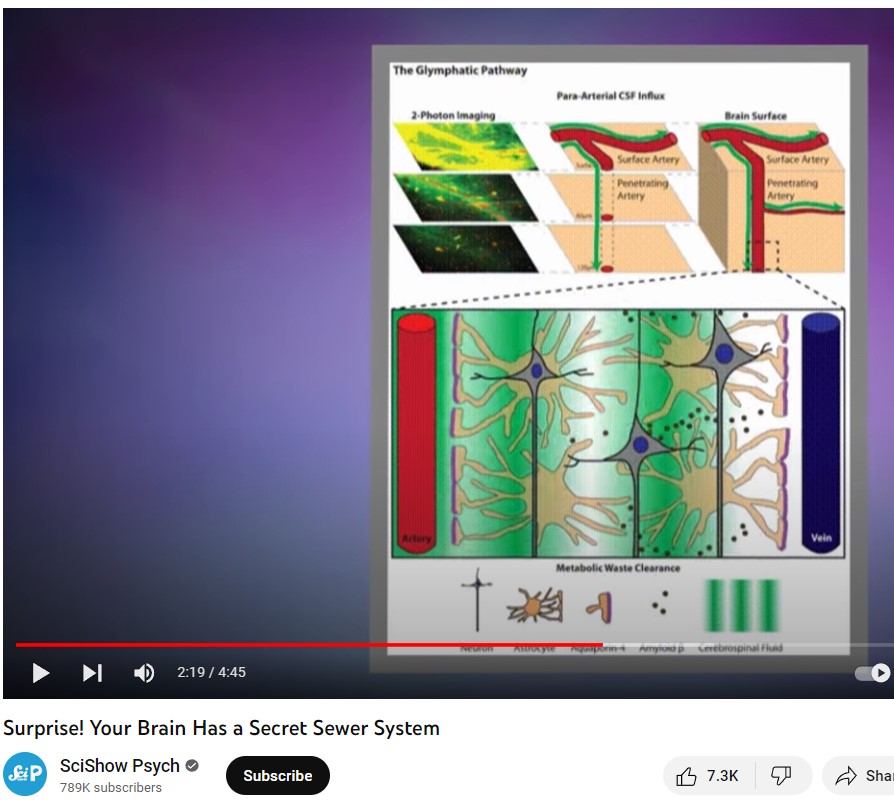 The Glymphatic Pathway
Para-Arterial CSF Influx
2-Photon Imaging
Brain Surface
Surface Artery
Surface Artery
Penetrating
Artery
Penetrating
Artery
Artery
Vein
Metabolic Waste Clearance
Neuron Astrocyte Aquaporin-4 Amyloid β Cerebrospinal Fluid
2:19 / 4:45
Surprise! Your Brain Has a Secret Sewer System
SciP
SciShow Psych
789K subscribers
Subscribe
7.3K
Shar